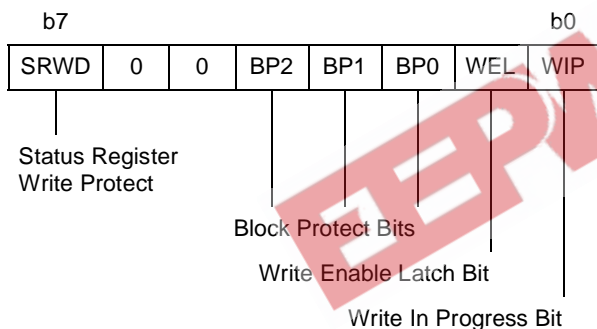 b7 b0
SRWD 0 0 BP2 BP1 BP0 WEL WIP
Status Register
Write Protect
Block Protect Bits
Write Enable Latch Bit
Write In Progress Bit